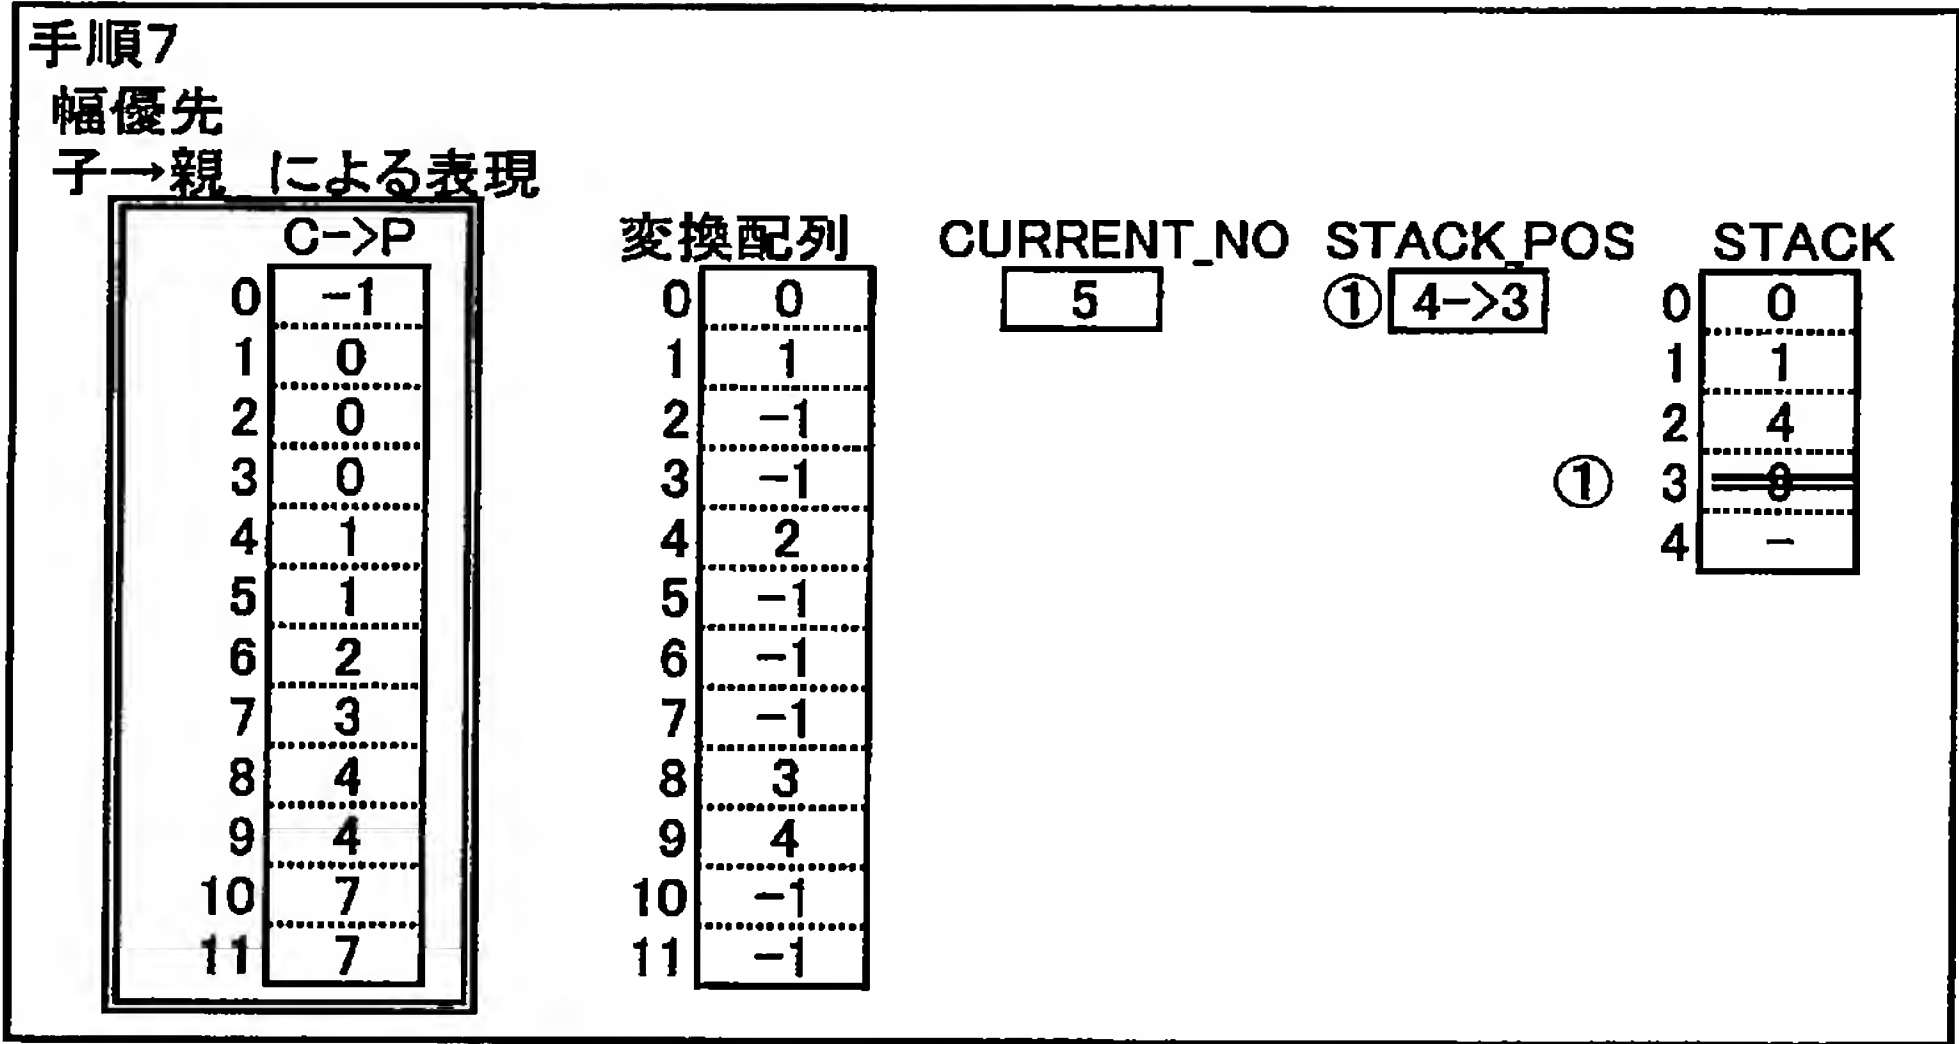 手順7
幅優先
子→親 による表現
C->P 変換配列 CURRENT_NO STACK_POS STACK
0 -1 0 0 5 ① 4->3 0 0
1 0 1 1 1 1
2 0 2 -1 2 4
3 0 3 -1 ① 3
4 1 4 2 4 -
5 1 5 -1
6 2 6 -1
7 3 7 -1
8 4 8 3
9 4 9 4
10 7 10 -1
11 7 11 -1